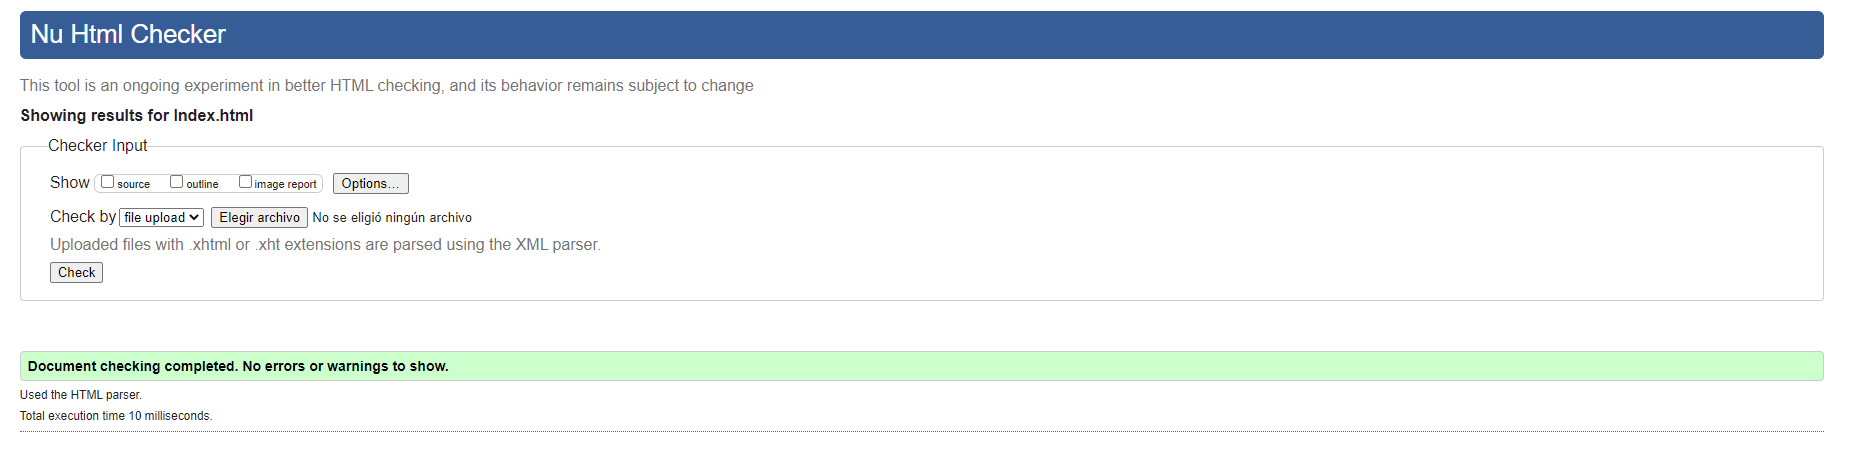 Nu Html Checker
This tool is an ongoing experiment in better HTML checking, and its behavior remains subject to change
Showing results for Index.html
Checker Input
Show source outline image report Options...
Check by file upload Elegir archivo No se eligió ningún archivo
Uploaded files with .xhtml or .xht extensions are parsed using the XML parser.
Check
Document checking completed. No errors or warnings to show.
Used the HTML parser.
Total execution time 10 milliseconds.